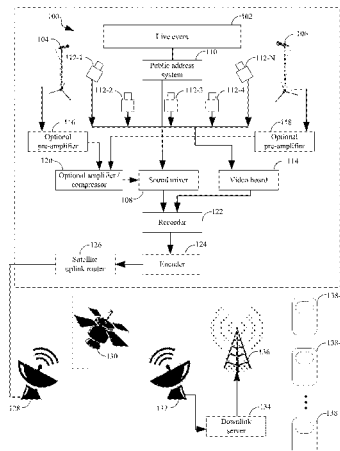 102
100
Live event
104
110
106
112-1
Public address
system
112-N
112-2
112-3
112-4
116
118
Optional
pre-amplifier
Optional
pre-amplifier
120
114
Optional amplifier /
compressor
Sound mixer
Video board
108
122
Recorder
126
124
Satellite
uplink router
Encoder
138-
130
136
138-
128
132
134
Downlink
server
138-